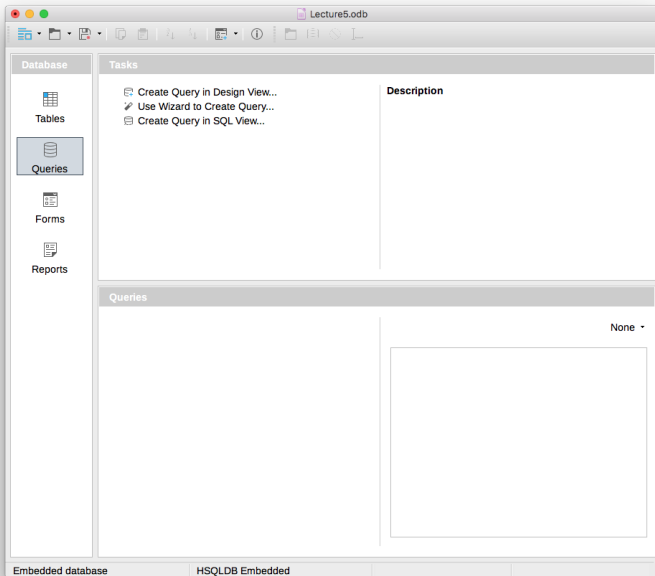 Lecture5.odb
Database
Tables
Queries
Forms
Reports
Tasks
Create Query in Design View...
Use Wizard to Create Query...
Create Query in SQL View...
Description
Queries
None
Embedded database
HSQLDB Embedded